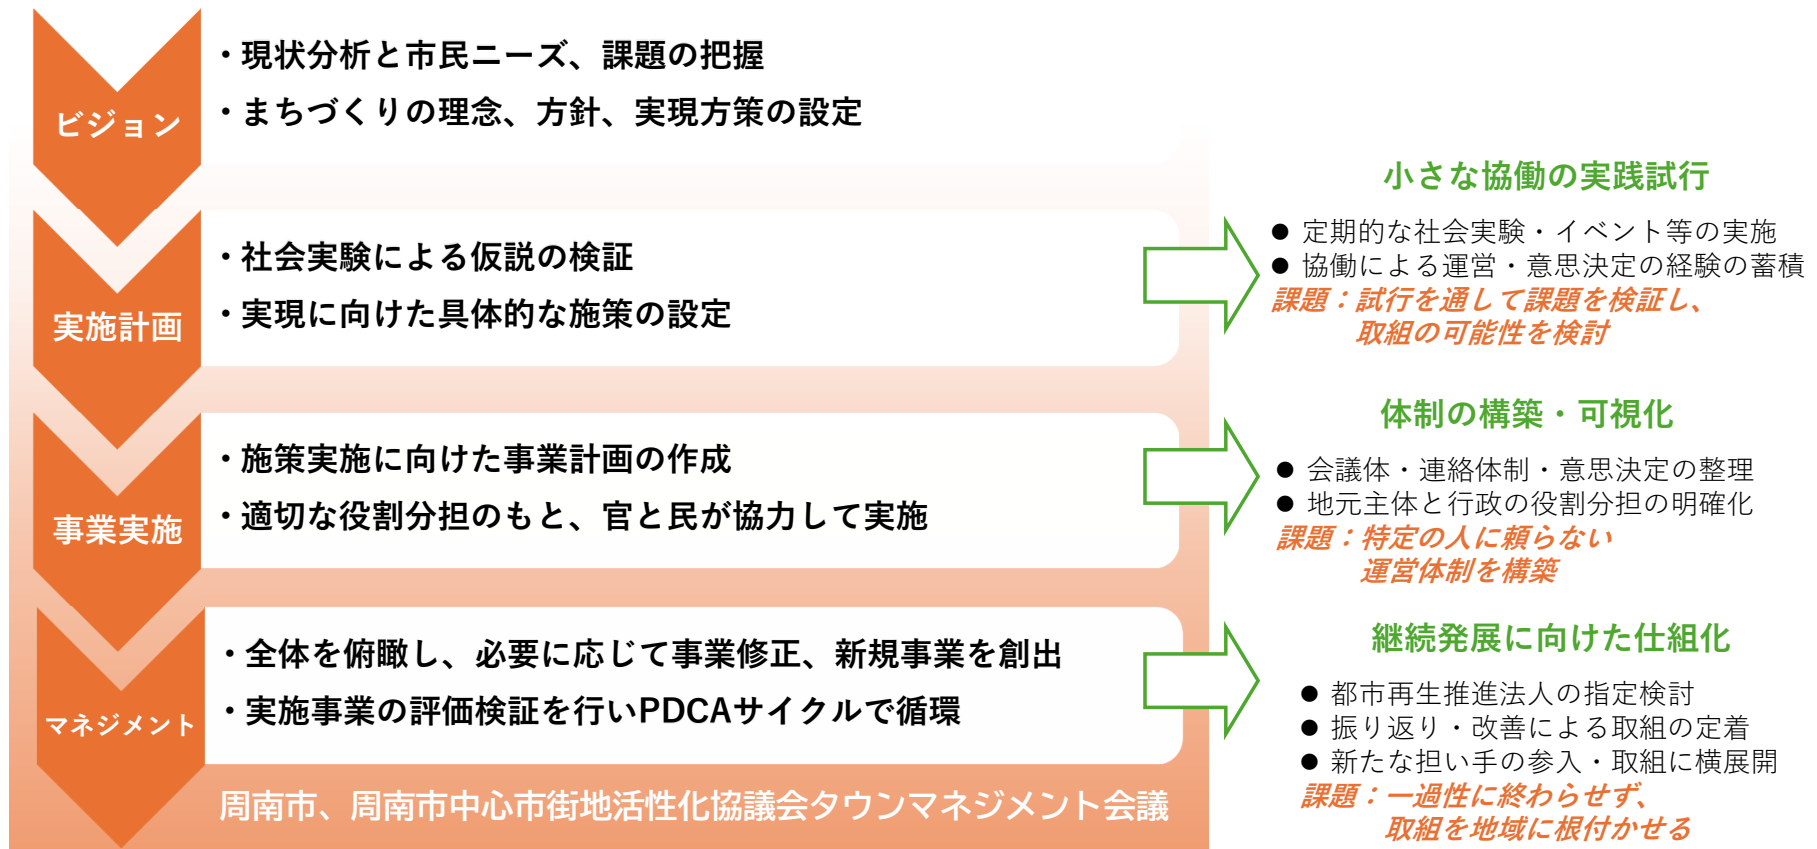 ビジョン
・現状分析と市民ニーズ、課題の把握
・まちづくりの理念、方針、実現方策の設定
実施計画
・社会実験による仮説の検証
・実現に向けた具体的な施策の設定
小さな協働の実践試行
● 定期的な社会実験・イベント等の実施
● 協働による運営・意思決定の経験の蓄積
課題：試行を通して課題を検証し、
取組の可能性を検討
事業実施
・施策実施に向けた事業計画の作成
・適切な役割分担のもと、官と民が協力して実施
体制の構築・可視化
● 会議体・連絡体制・意思決定の整理
● 地元主体と行政の役割分担の明確化
課題：特定の人に頼らない
運営体制を構築
マネジメント
・全体を俯瞰し、必要に応じて事業修正、新規事業を創出
・実施事業の評価検証を行いPDCAサイクルで循環
継続発展に向けた仕組化
● 都市再生推進法人の指定検討
● 振り返り・改善による取組の定着
● 新たな担い手の参入・取組に横展開
課題：一過性に終わらせず、
取組を地域に根付かせる
周南市、周南市中心市街地活性化協議会タウンマネジメント会議